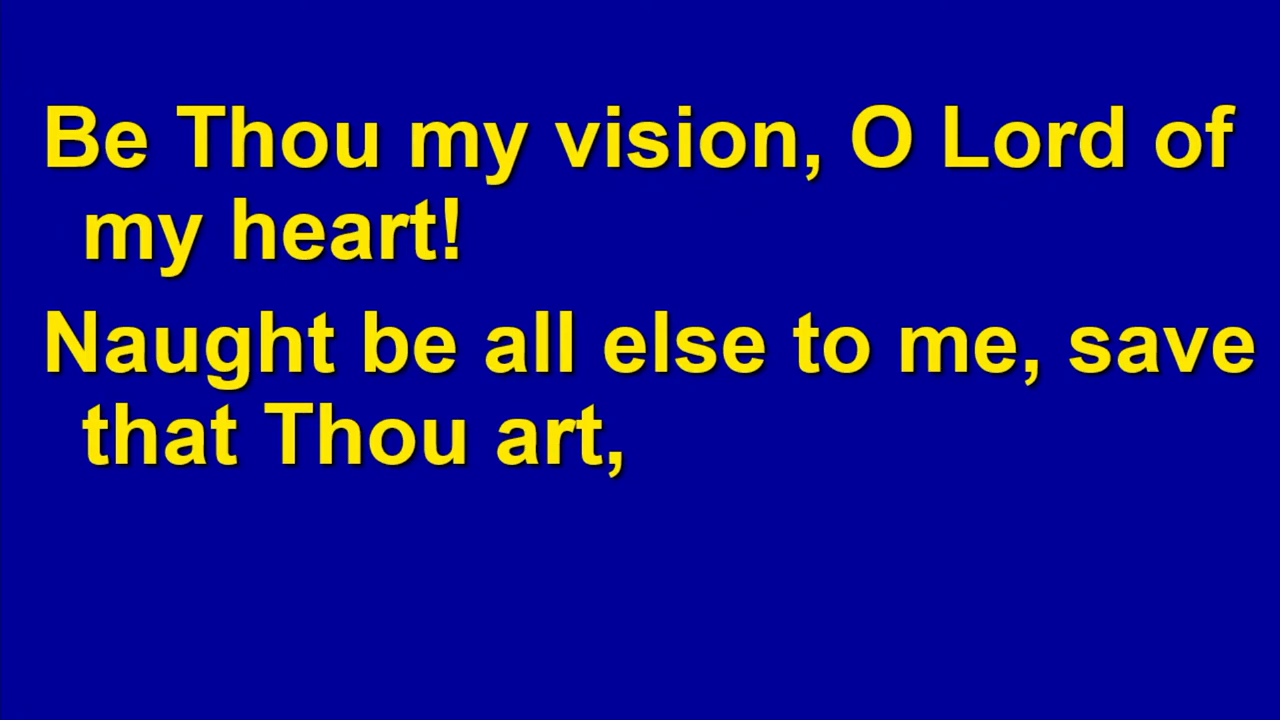 Be Thou my vision, O Lord of
my heart!
Naught be all else to me, save
that Thou art,